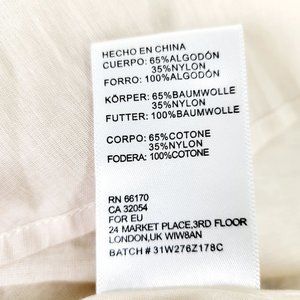 HECHO EN CHINA
CUERPO: 65%ALGODÓN
35%NYLON
FORRO: 100%ALGODÓN
KÖRPER: 65%BAUMWOLLE
35%NYLON
FUTTER: 100%BAUMWOLLE
CORPO: 65%COTONE
35%NYLON
FODERA: 100%COTONE
RN 66170
CA 32054
FOR EU
24 MARKET PLACE,3RD FLOOR
LONDON,UK WIW8AN
BATCH # 31W276Z178C